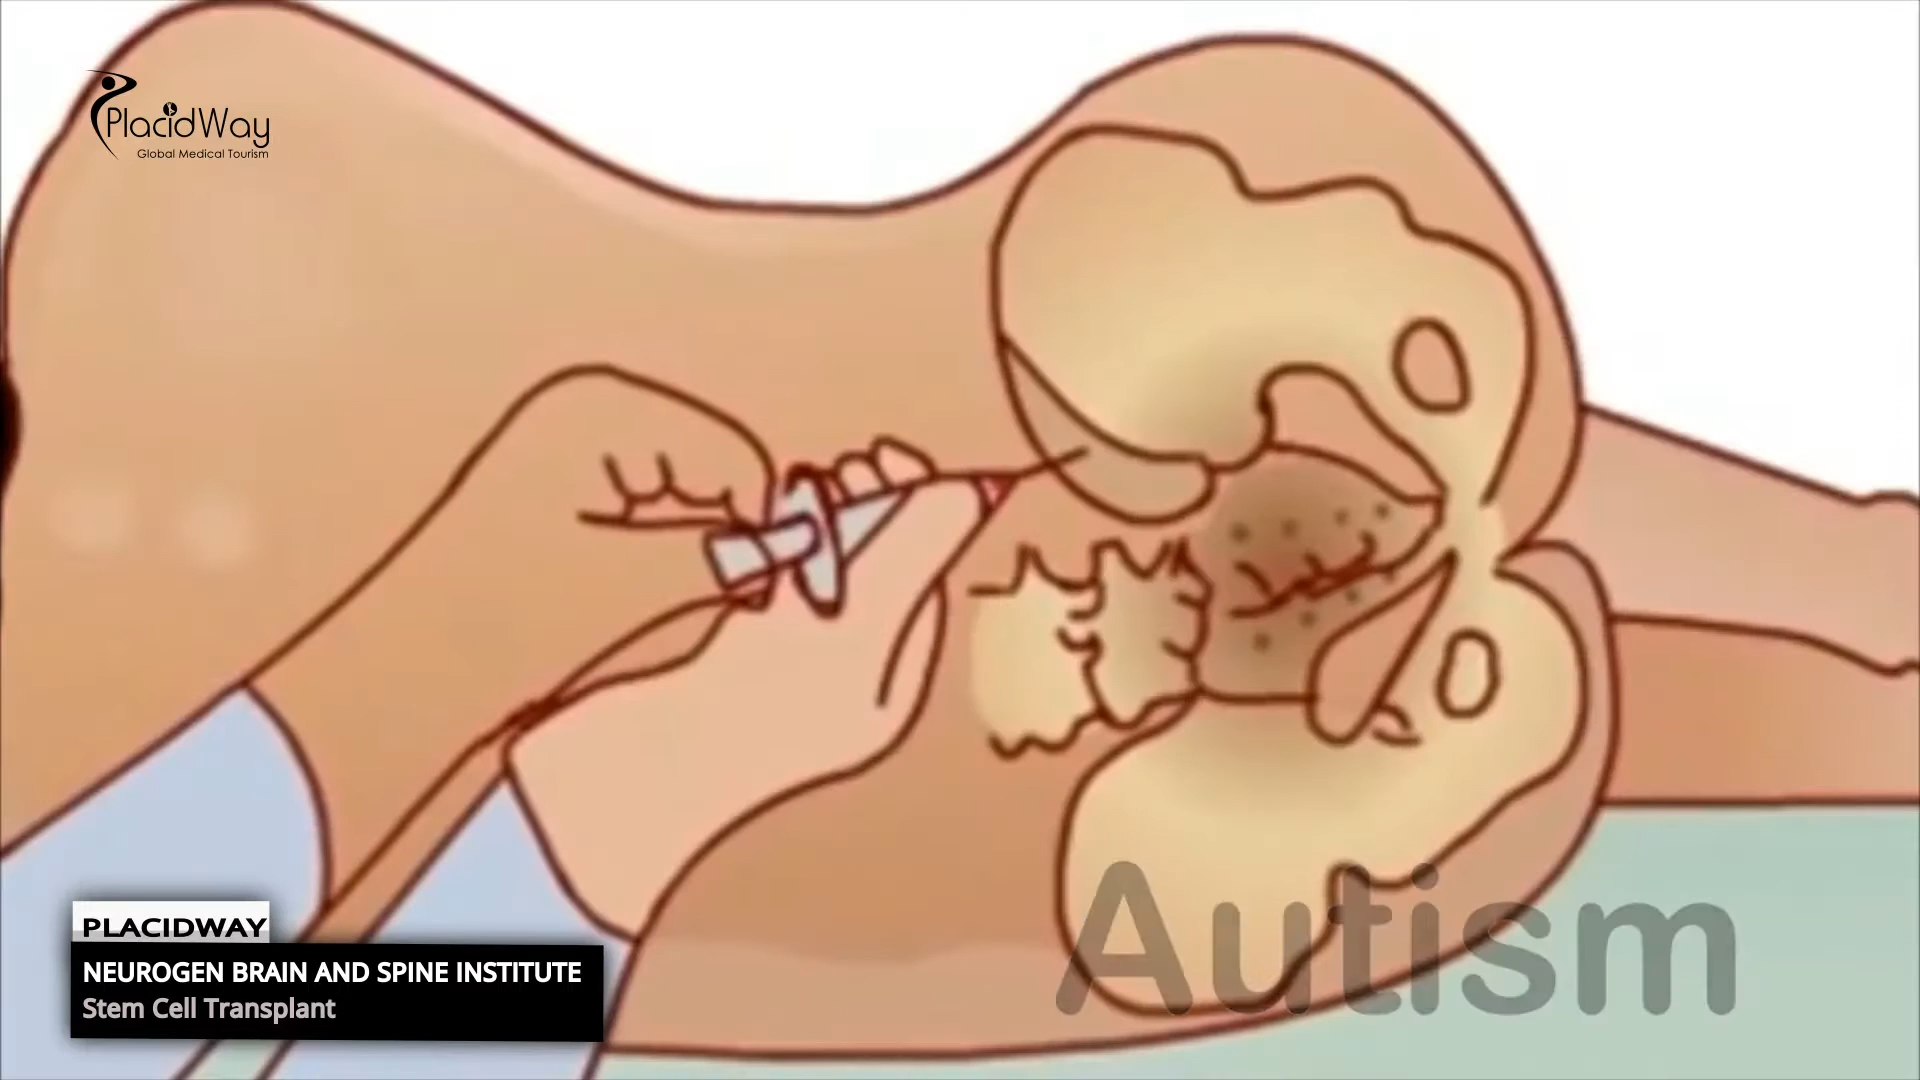 PlacidWay
Global Medical Tourism
PLACIDWAY
NEUROGEN BRAIN AND SPINE INSTITUTE
Stem Cell Transplant
Autism